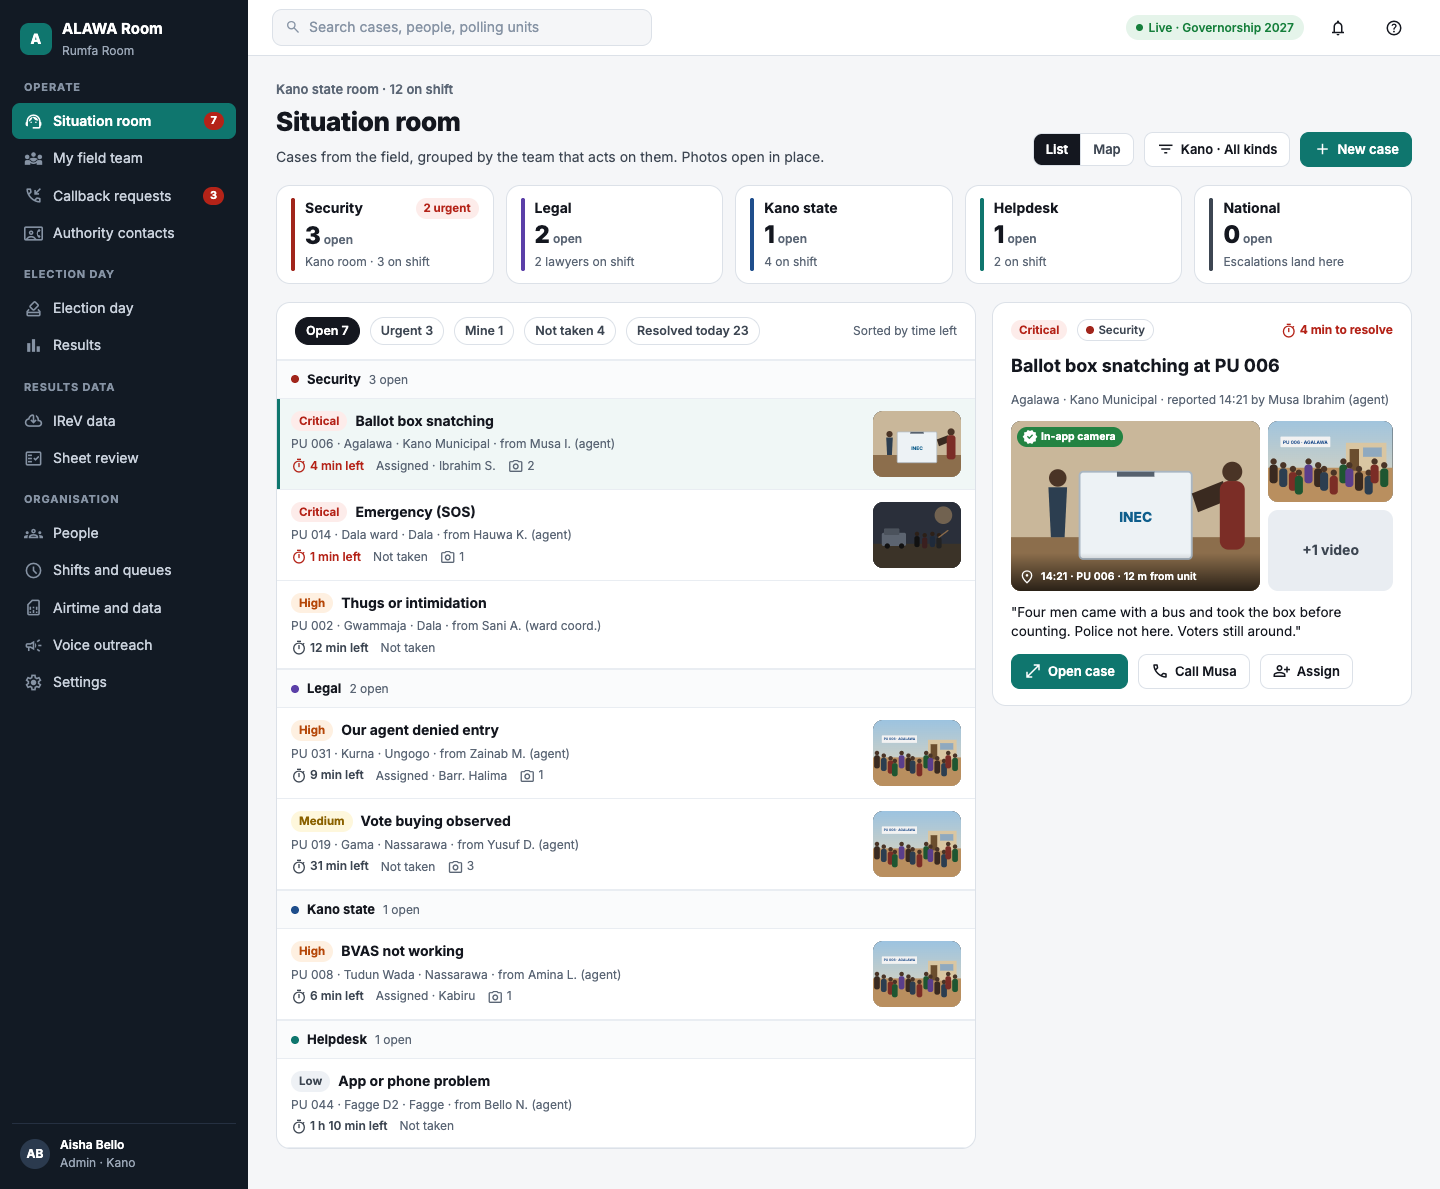 A
ALAWA Room
Rumfa Room
OPERATE
Situation room 7
My field team
Callback requests 3
Authority contacts
ELECTION DAY
Election day
Results
RESULTS DATA
IReV data
Sheet review
ORGANISATION
People
Shifts and queues
Airtime and data
Voice outreach
Settings
AB
Aisha Bello
Admin · Kano
Search cases, people, polling units
Live · Governorship 2027
Kano state room · 12 on shift
Situation room
Cases from the field, grouped by the team that acts on them. Photos open in place.
List Map
Kano · All kinds
+ New case
Security 2 urgent
3 open
Kano room · 3 on shift
Legal
2 open
2 lawyers on shift
Kano state
1 open
4 on shift
Helpdesk
1 open
2 on shift
National
0 open
Escalations land here
Open 7 Urgent 3 Mine 1 Not taken 4 Resolved today 23 Sorted by time left
Security 3 open
Critical Ballot box snatching
PU 006 · Agalawa · Kano Municipal · from Musa I. (agent)
4 min left Assigned · Ibrahim S. 2
INEC
Critical Emergency (SOS)
PU 014 · Dala ward · Dala · from Hauwa K. (agent)
1 min left Not taken 1
High Thugs or intimidation
PU 002 · Gwammaja · Dala · from Sani A. (ward coord.)
12 min left Not taken
Legal 2 open
High Our agent denied entry
PU 031 · Kurna · Ungogo · from Zainab M. (agent)
9 min left Assigned · Barr. Halima 1
PU 006 · AGALAWA
Medium Vote buying observed
PU 019 · Gama · Nassarawa · from Yusuf D. (agent)
31 min left Not taken 3
PU 006 · AGALAWA
Kano state 1 open
High BVAS not working
PU 008 · Tudun Wada · Nassarawa · from Amina L. (agent)
6 min left Assigned · Kabiru 1
PU 006 · AGALAWA
Helpdesk 1 open
Low App or phone problem
PU 044 · Fagge D2 · Fagge · from Bello N. (agent)
1 h 10 min left Not taken
Critical Security 4 min to resolve
Ballot box snatching at PU 006
Agalawa · Kano Municipal · reported 14:21 by Musa Ibrahim (agent)
In-app camera
INEC
14:21 · PU 006 · 12 m from unit
PU 006 · AGALAWA
+1 video
"Four men came with a bus and took the box before
counting. Police not here. Voters still around."
Open case Call Musa Assign